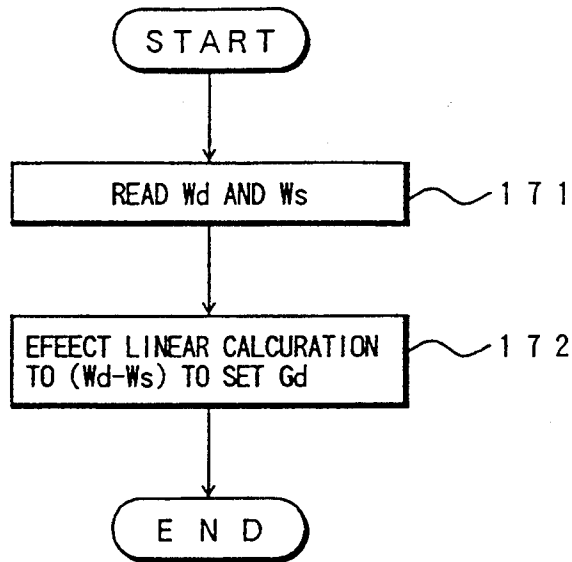 START
READ Wd AND Ws
171
EFEECT LINEAR CALCURATION
TO (Wd-Ws) TO SET Gd
172
END